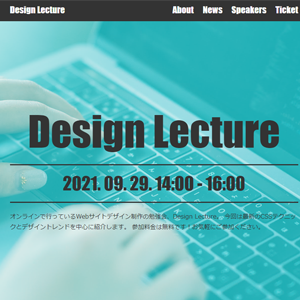 Design Lecture About News Speakers Ticket
Design Lecture
2021. 09. 29. 14:00 - 16:00
オンラインで行っているWebサイトデザイン制作の勉強会、Design Lecture。今回は最新のCSSテクニッ
クとデザイントレンドを中心に紹介します。 参加料金は無料です！お気軽にご参加ください。